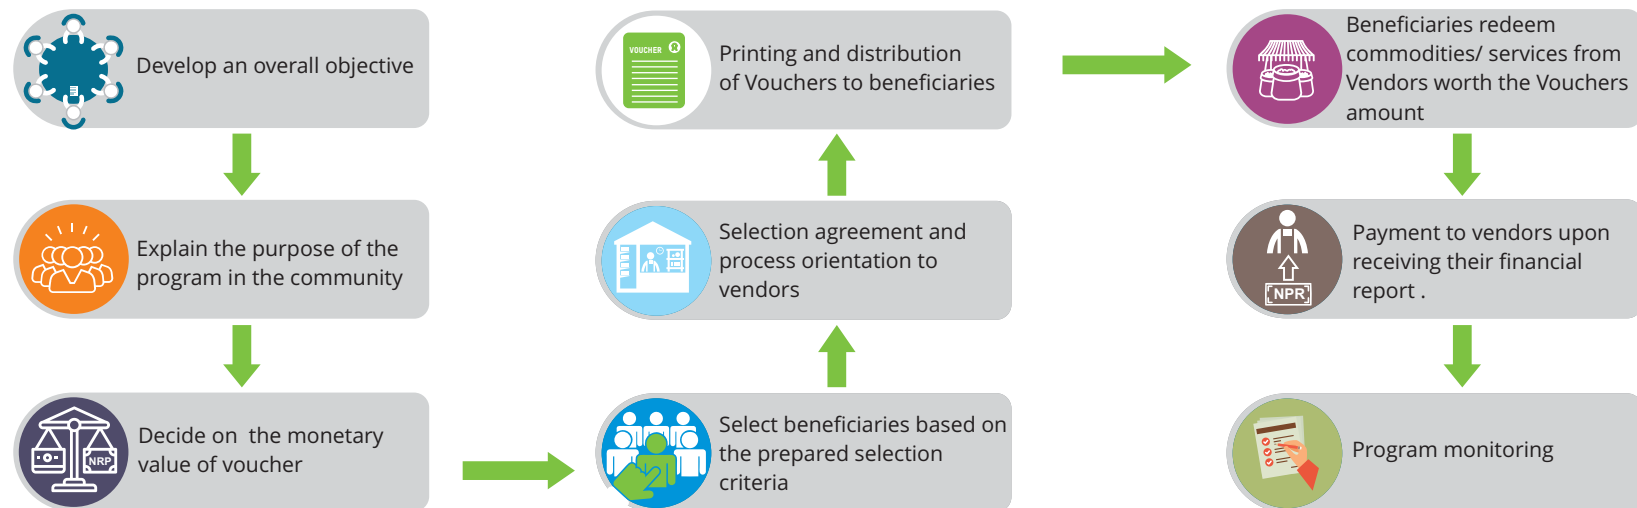 Develop an overall objective
Explain the purpose of the
program in the community
NRP
Decide on the monetary
value of voucher
Select beneficiaries based on
the prepared selection
criteria
Selection agreement and
process orientation to
vendors
VOUCHER
Printing and distribution
of Vouchers to beneficiaries
Beneficiaries redeem
commodities/ services from
Vendors worth the Vouchers
amount
NPR
Payment to vendors upon
receiving their financial
report .
Program monitoring